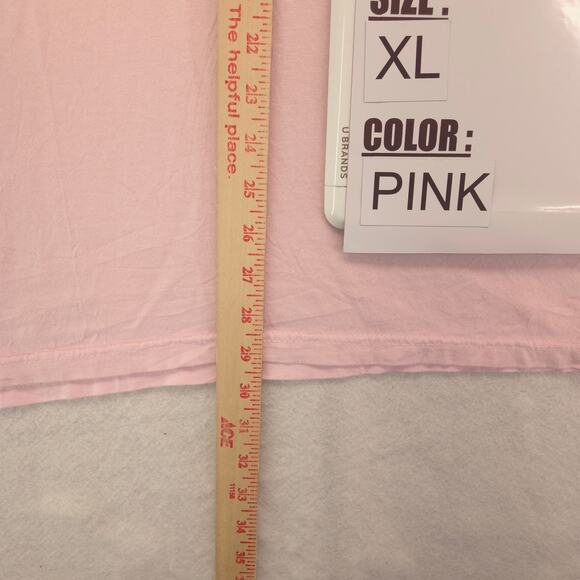 SIZE :
XL
COLOR :
PINK
U BRANDS
The helpful place.
22
23
24
25
26
27
28
29
30
31
ACE
32
33
11158
34
35